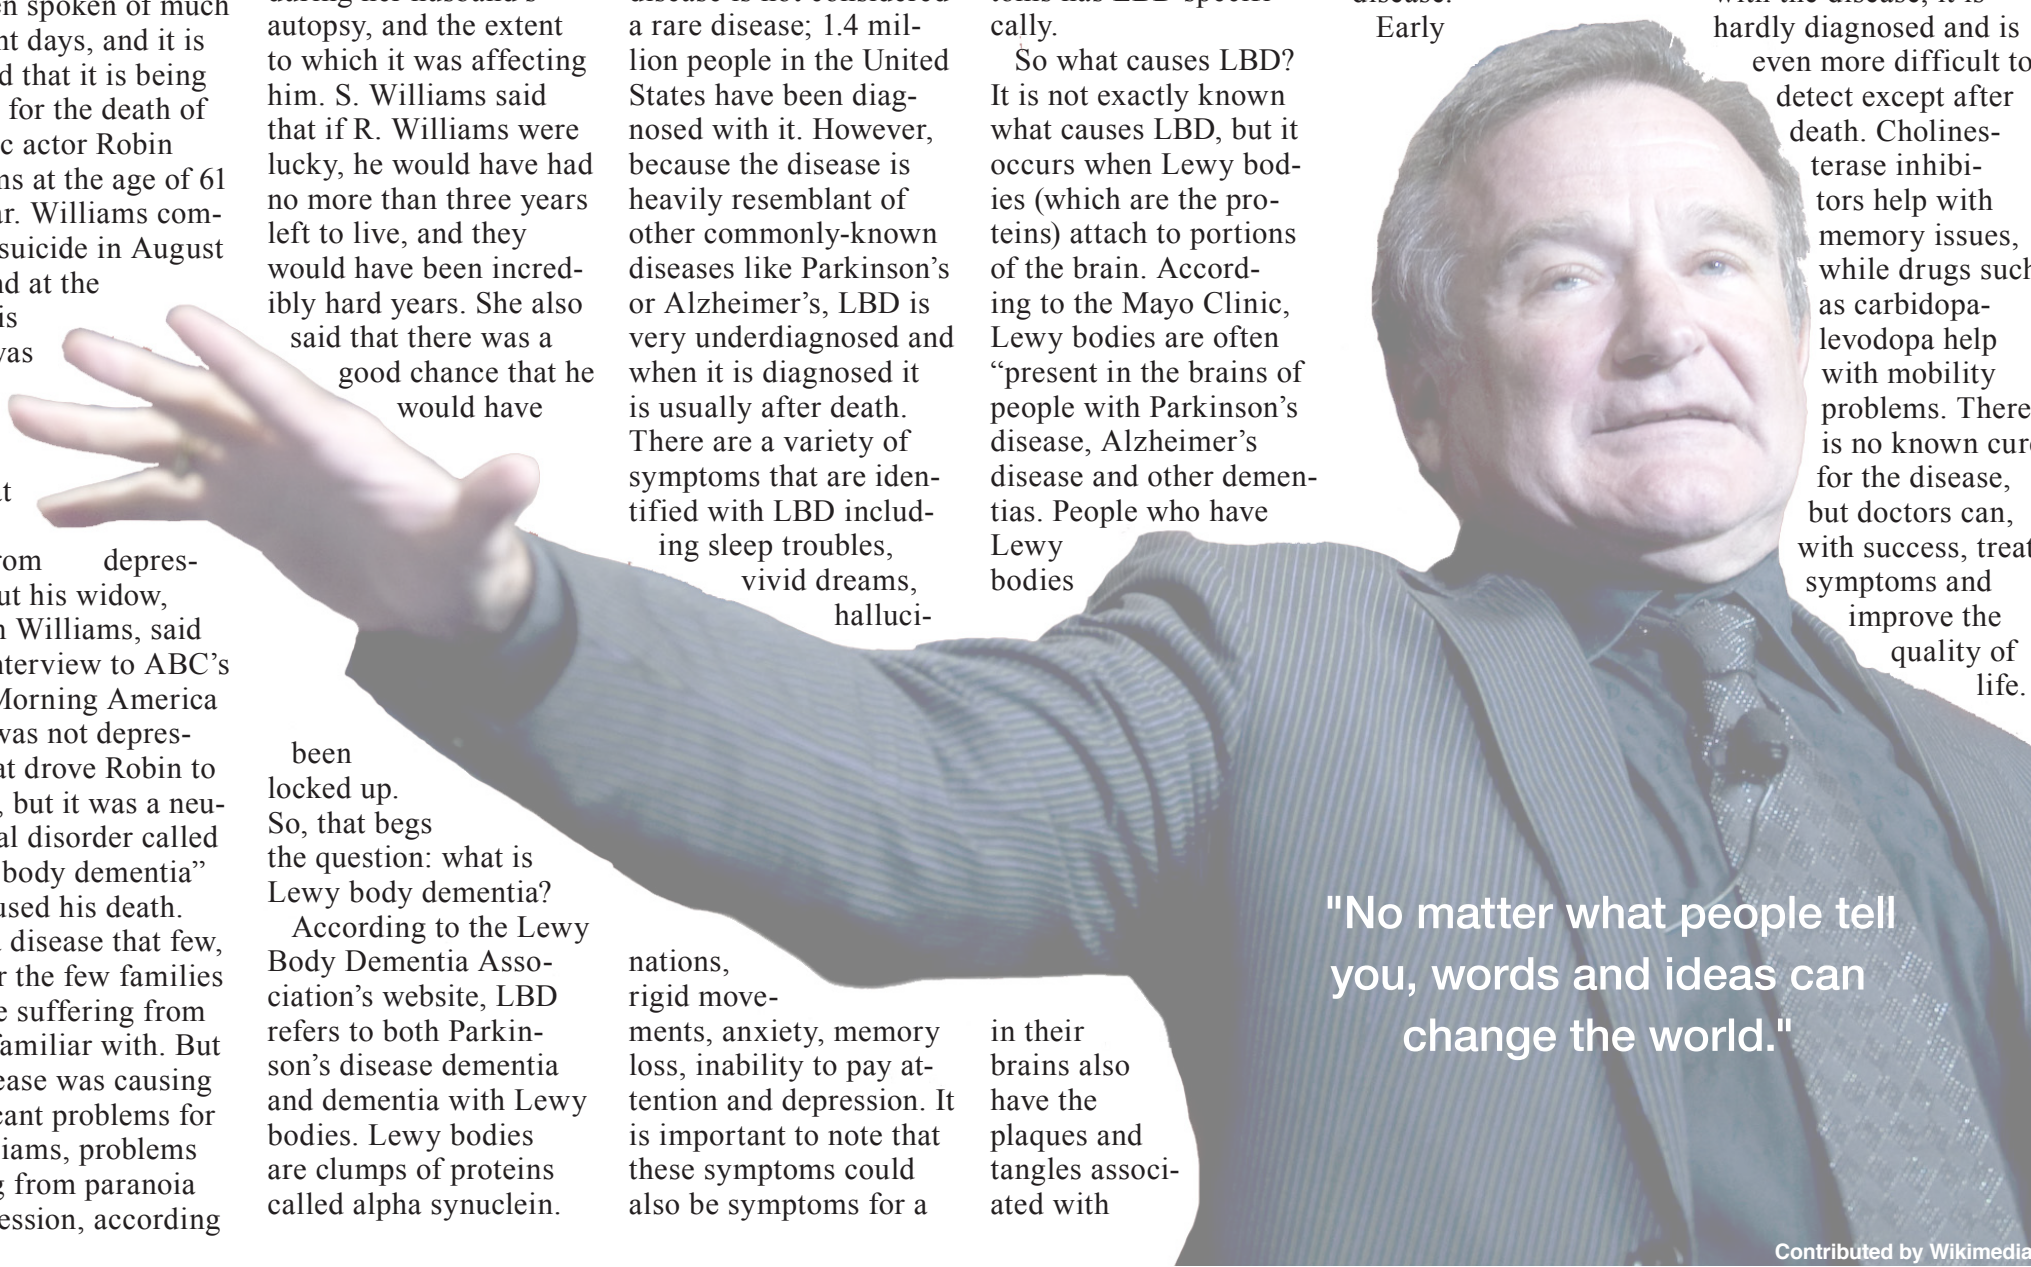 spoken of much
days, and it is
that it is being
for the death of
actor Robin
at the age of 61
Williams com-
suicide in August
at the
depres-
his widow,
Williams, said
to ABC's
Morning America
was not depres-
drove Robin to
but it was a neu-
disorder called
body dementia”
his death.
disease that few,
the few families
suffering from
familiar with. But
was causing
problems for
problems
from paranoia
according
autopsy, and the extent
to which it was affecting
him. S. Williams said
that if R. Williams were
lucky, he would have had
no more than three years
left to live, and they
would have been incred-
ibly hard years. She also
said that there was a
good chance that he
would have
been
locked up.
So, that begs
the question: what is
Lewy body dementia?
According to the Lewy
Body Dementia Asso-
ciation’s website, LBD
refers to both Parkin-
son’s disease dementia
and dementia with Lewy
bodies. Lewy bodies
are clumps of proteins
called alpha synuclein.
disease is not considered
a rare disease; 1.4 mil-
lion people in the United
States have been diag-
nosed with it. However,
because the disease is
heavily resemblant of
other commonly-known
diseases like Parkinson’s
or Alzheimer’s, LBD is
very underdiagnosed and
when it is diagnosed it
is usually after death.
There are a variety of
symptoms that are iden-
tified with LBD includ-
ing sleep troubles,
vivid dreams,
halluci-
nations,
rigid move-
ments, anxiety, memory
loss, inability to pay at-
tention and depression. It
is important to note that
these symptoms could
also be symptoms for a
cally.
So what causes LBD?
It is not exactly known
what causes LBD, but it
occurs when Lewy bod-
ies (which are the pro-
teins) attach to portions
of the brain. Accord-
ing to the Mayo Clinic,
Lewy bodies are often
“present in the brains of
people with Parkinson’s
disease, Alzheimer’s
disease and other demen-
tias. People who have
Lewy
bodies
in their
brains also
have the
plaques and
tangles associ-
ated with
Early
hardly diagnosed and is
even more difficult to
detect except after
death. Cholines-
terase inhibi-
tors help with
memory issues,
while drugs such
as carbidopa-
levodopa help
with mobility
problems. There
is no known cure
for the disease,
but doctors can,
with success, treat
symptoms and
improve the
quality of
life.
"No matter what people tell
you, words and ideas can
change the world."
Contributed by Wikimedia